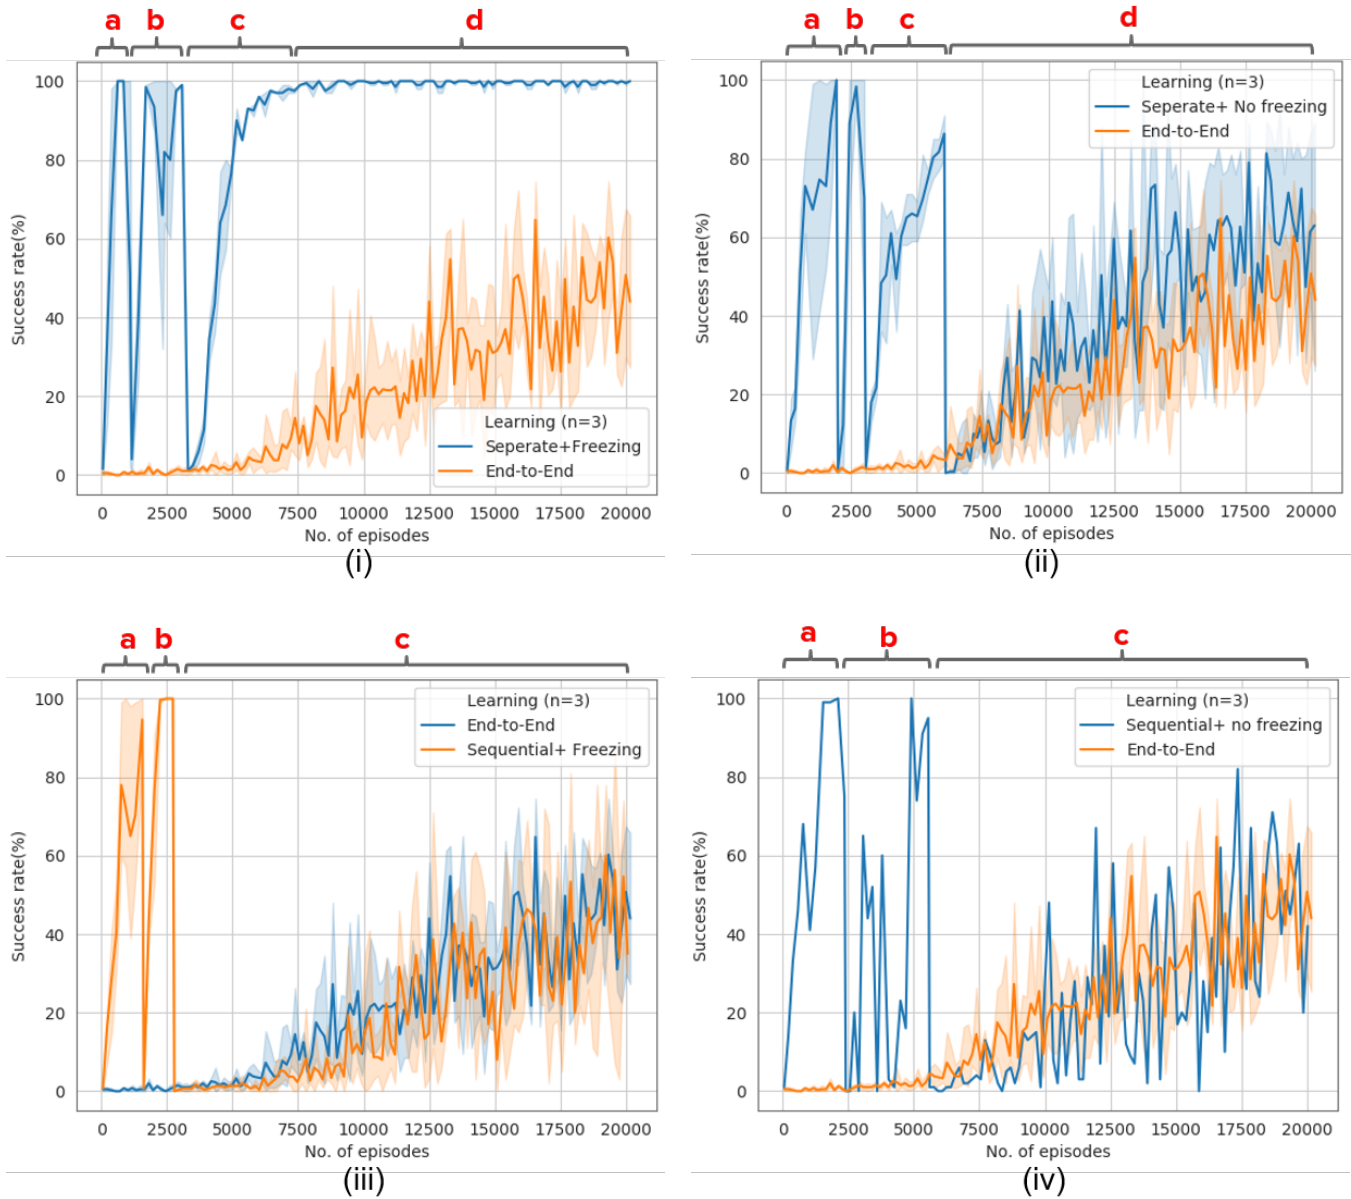 a b c d
100
80
60
40
20
0
Success rate(%)
Learning (n=3)
Seperate+Freezing
End-to-End
0 2500 5000 7500 10000 12500 15000 17500 20000
No. of episodes
(i)
a b c d
100
80
60
40
20
0
Success rate(%)
Learning (n=3)
Seperate+ No freezing
End-to-End
0 2500 5000 7500 10000 12500 15000 17500 20000
No. of episodes
(ii)
a b c
100
80
60
40
20
0
Success rate(%)
Learning (n=3)
End-to-End
Sequential+ Freezing
0 2500 5000 7500 10000 12500 15000 17500 20000
No. of episodes
(iii)
a b c
100
80
60
40
20
0
Success rate(%)
Learning (n=3)
Sequential+ no freezing
End-to-End
0 2500 5000 7500 10000 12500 15000 17500 20000
No. of episodes
(iv)